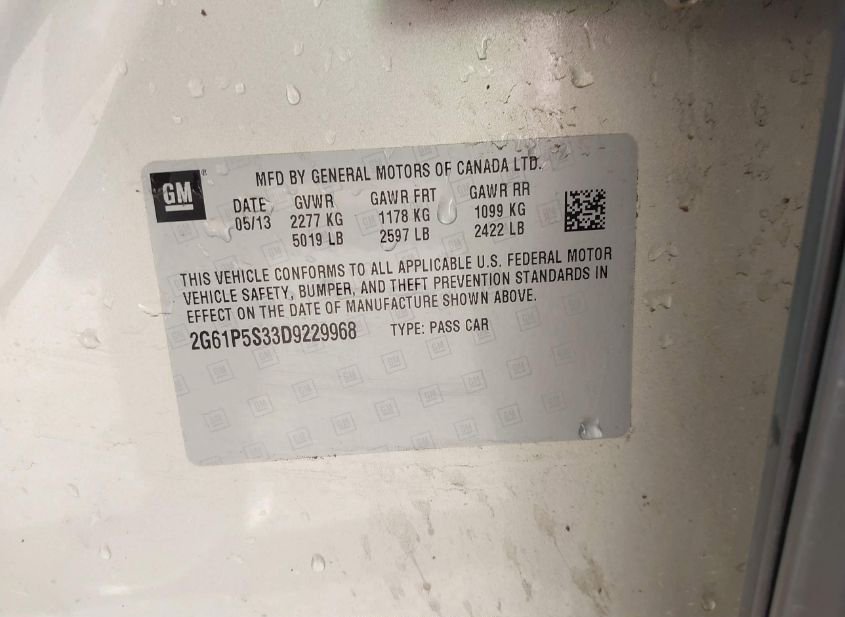 GM
MFD BY GENERAL MOTORS OF CANADA LTD.
DATE GVWR GAWR FRT GAWR RR
05/13 2277 KG 1178 KG 1099 KG
5019 LB 2597 LB 2422 LB
THIS VEHICLE CONFORMS TO ALL APPLICABLE U.S. FEDERAL MOTOR
VEHICLE SAFETY, BUMPER, AND THEFT PREVENTION STANDARDS IN
EFFECT ON THE DATE OF MANUFACTURE SHOWN ABOVE.
2G61P5S33D9229968 TYPE: PASS CAR